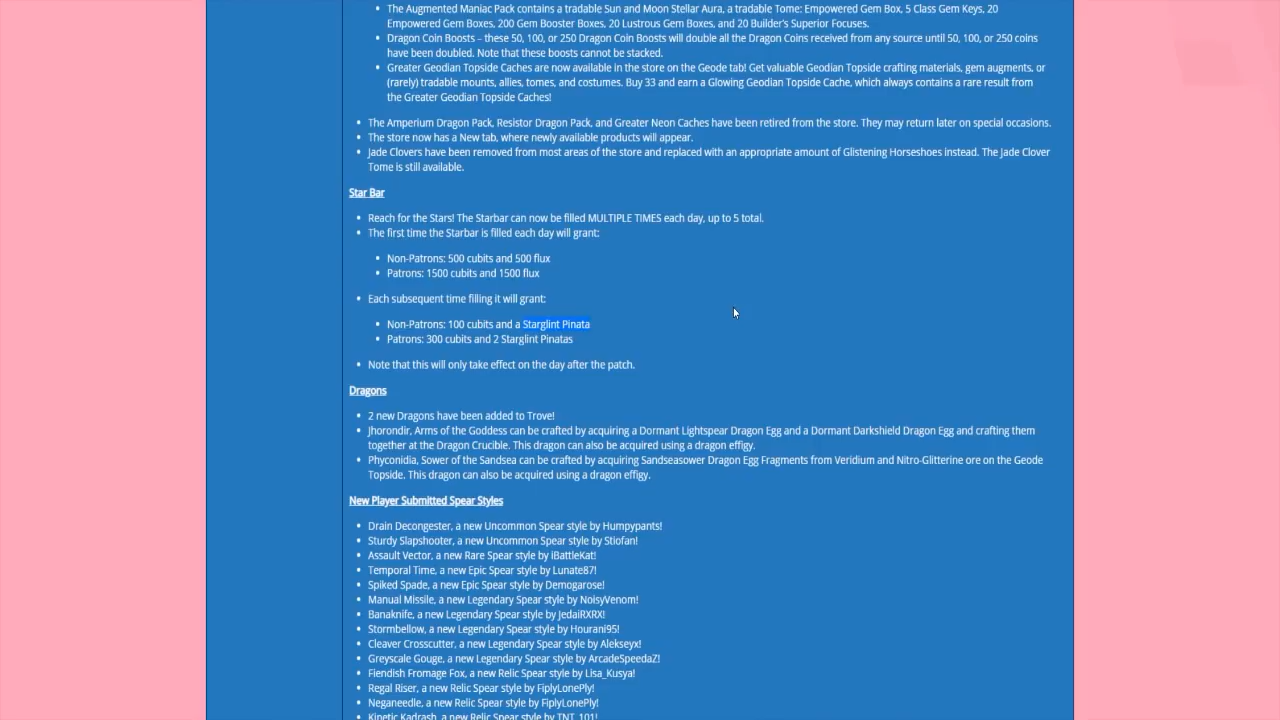 The Augmented Maniac Pack contains a tradable Sun and Moon Stellar Aura, a tradable Tome: Empowered Gem Box, 5 Class Gem Keys, 20
Empowered Gem Boxes, 200 Gem Booster Boxes, 20 Lustrous Gem Boxes, and 20 Builder's Superior Focuses.
Dragon Coin Boosts – these 50, 100, or 250 Dragon Coin Boosts will double all the Dragon Coins received from any source until 50, 100, or 250 coins
have been doubled. Note that these boosts cannot be stacked.
Greater Geodian Topside Caches are now available in the store on the Geode tab! Get valuable Geodian Topside crafting materials, gem augments, or
(rarely) tradable mounts, allies, tomes, and costumes. Buy 33 and earn a Glowing Geodian Topside Cache, which always contains a rare result from
the Greater Geodian Topside Caches!
The Amperium Dragon Pack, Resistor Dragon Pack, and Greater Neon Caches have been retired from the store. They may return later on special occasions.
The store now has a New tab, where newly available products will appear.
Jade Clovers have been removed from most areas of the store and replaced with an appropriate amount of Glistening Horseshoes instead. The Jade Clover
Tome is still available.
Star Bar
Reach for the Stars! The Starbar can now be filled MULTIPLE TIMES each day, up to 5 total.
The first time the Starbar is filled each day will grant:
Non-Patrons: 500 cubits and 500 flux
Patrons: 1500 cubits and 1500 flux
Each subsequent time filling it will grant:
Non-Patrons: 100 cubits and a Starglint Pinata
Patrons: 300 cubits and 2 Starglint Pinatas
Note that this will only take effect on the day after the patch.
Dragons
2 new Dragons have been added to Trove!
Jhorondir, Arms of the Goddess can be crafted by acquiring a Dormant Lightspear Dragon Egg and a Dormant Darkshield Dragon Egg and crafting them
together at the Dragon Crucible. This dragon can also be acquired using a dragon effigy.
Phyconidia, Sower of the Sandsea can be crafted by acquiring Sandseasower Dragon Egg Fragments from Veridium and Nitro-Glitterine ore on the Geode
Topside. This dragon can also be acquired using a dragon effigy.
New Player Submitted Spear Styles
Drain Decongester, a new Uncommon Spear style by Humpypants!
Sturdy Slapshooter, a new Uncommon Spear style by Stiofan!
Assault Vector, a new Rare Spear style by iBattleKat!
Temporal Time, a new Epic Spear style by Lunate87!
Spiked Spade, a new Epic Spear style by Demogarose!
Manual Missile, a new Legendary Spear style by NoisyVenom!
Banaknife, a new Legendary Spear style by JedaiRXRX!
Stormbellow, a new Legendary Spear style by Hourani95!
Cleaver Crosscutter, a new Legendary Spear style by Alekseyx!
Greyscale Gouge, a new Legendary Spear style by ArcadeSpeedaZ!
Fiendish Fromage Fox, a new Relic Spear style by Lisa_Kusya!
Regal Riser, a new Relic Spear style by FiplyLonePly!
Neganeedle, a new Relic Spear style by FiplyLonePly!
Kinetic Kadrash, a new Relic Spear style by TNT_101!